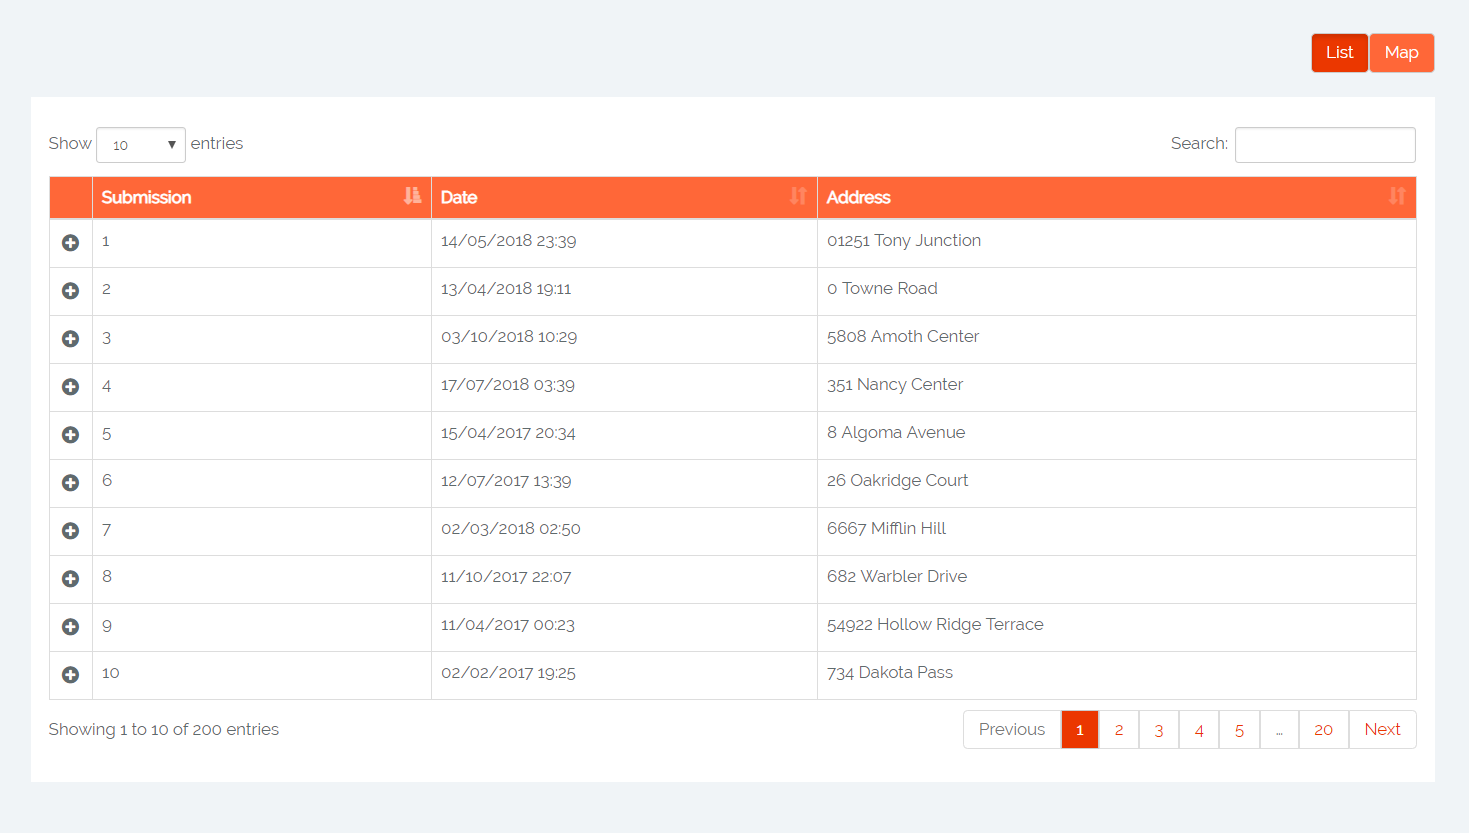 List Map
Show 10 entries Search:
Submission Date Address
1 14/05/2018 23:39 01251 Tony Junction
2 13/04/2018 19:11 0 Towne Road
3 03/10/2018 10:29 5808 Amoth Center
4 17/07/2018 03:39 351 Nancy Center
5 15/04/2017 20:34 8 Algoma Avenue
6 12/07/2017 13:39 26 Oakridge Court
7 02/03/2018 02:50 6667 Mifflin Hill
8 11/10/2017 22:07 682 Warbler Drive
9 11/04/2017 00:23 54922 Hollow Ridge Terrace
10 02/02/2017 19:25 734 Dakota Pass
Showing 1 to 10 of 200 entries Previous 1 2 3 4 5 … 20 Next